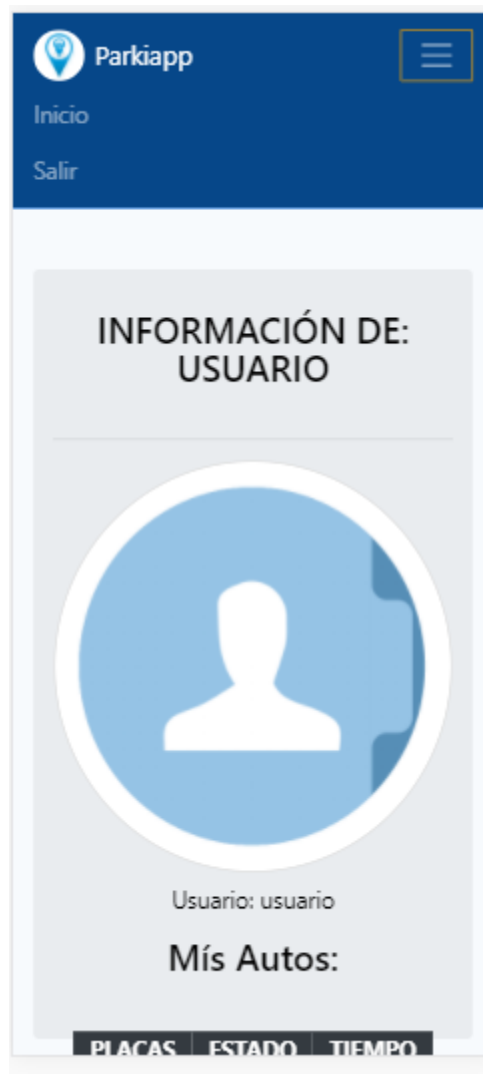 Parkiapp
Inicio
Salir
INFORMACIÓN DE:
USUARIO
Usuario: usuario
Mís Autos:
PLACAS ESTADO TIEMPO